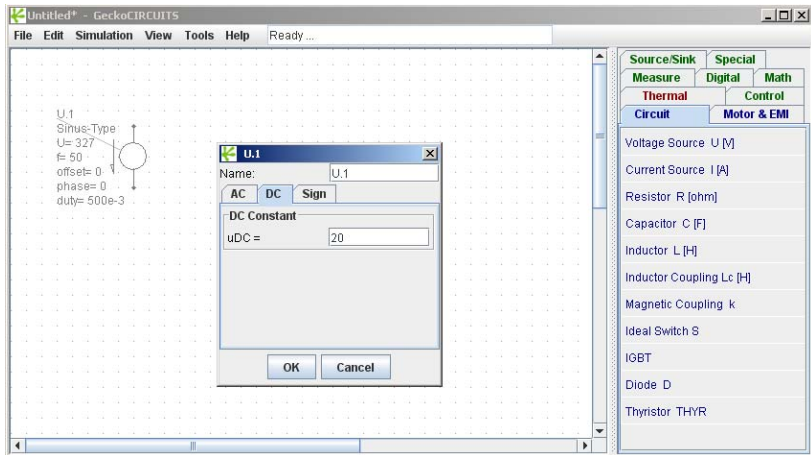 Untitled* - GeckoCIRCUITS
File Edit Simulation View Tools Help Ready ...
U.1
Sinus-Type
U= 327
f= 50
offset= 0
phase= 0
duty= 500e-3
U.1
Name: U.1
AC DC Sign
DC Constant
uDC = 20
OK Cancel
Source/Sink Special
Measure Digital Math
Thermal Control
Circuit Motor & EMI
Voltage Source U [V]
Current Source I [A]
Resistor R [ohm]
Capacitor C [F]
Inductor L [H]
Inductor Coupling Lc [H]
Magnetic Coupling k
Ideal Switch S
IGBT
Diode D
Thyristor THYR